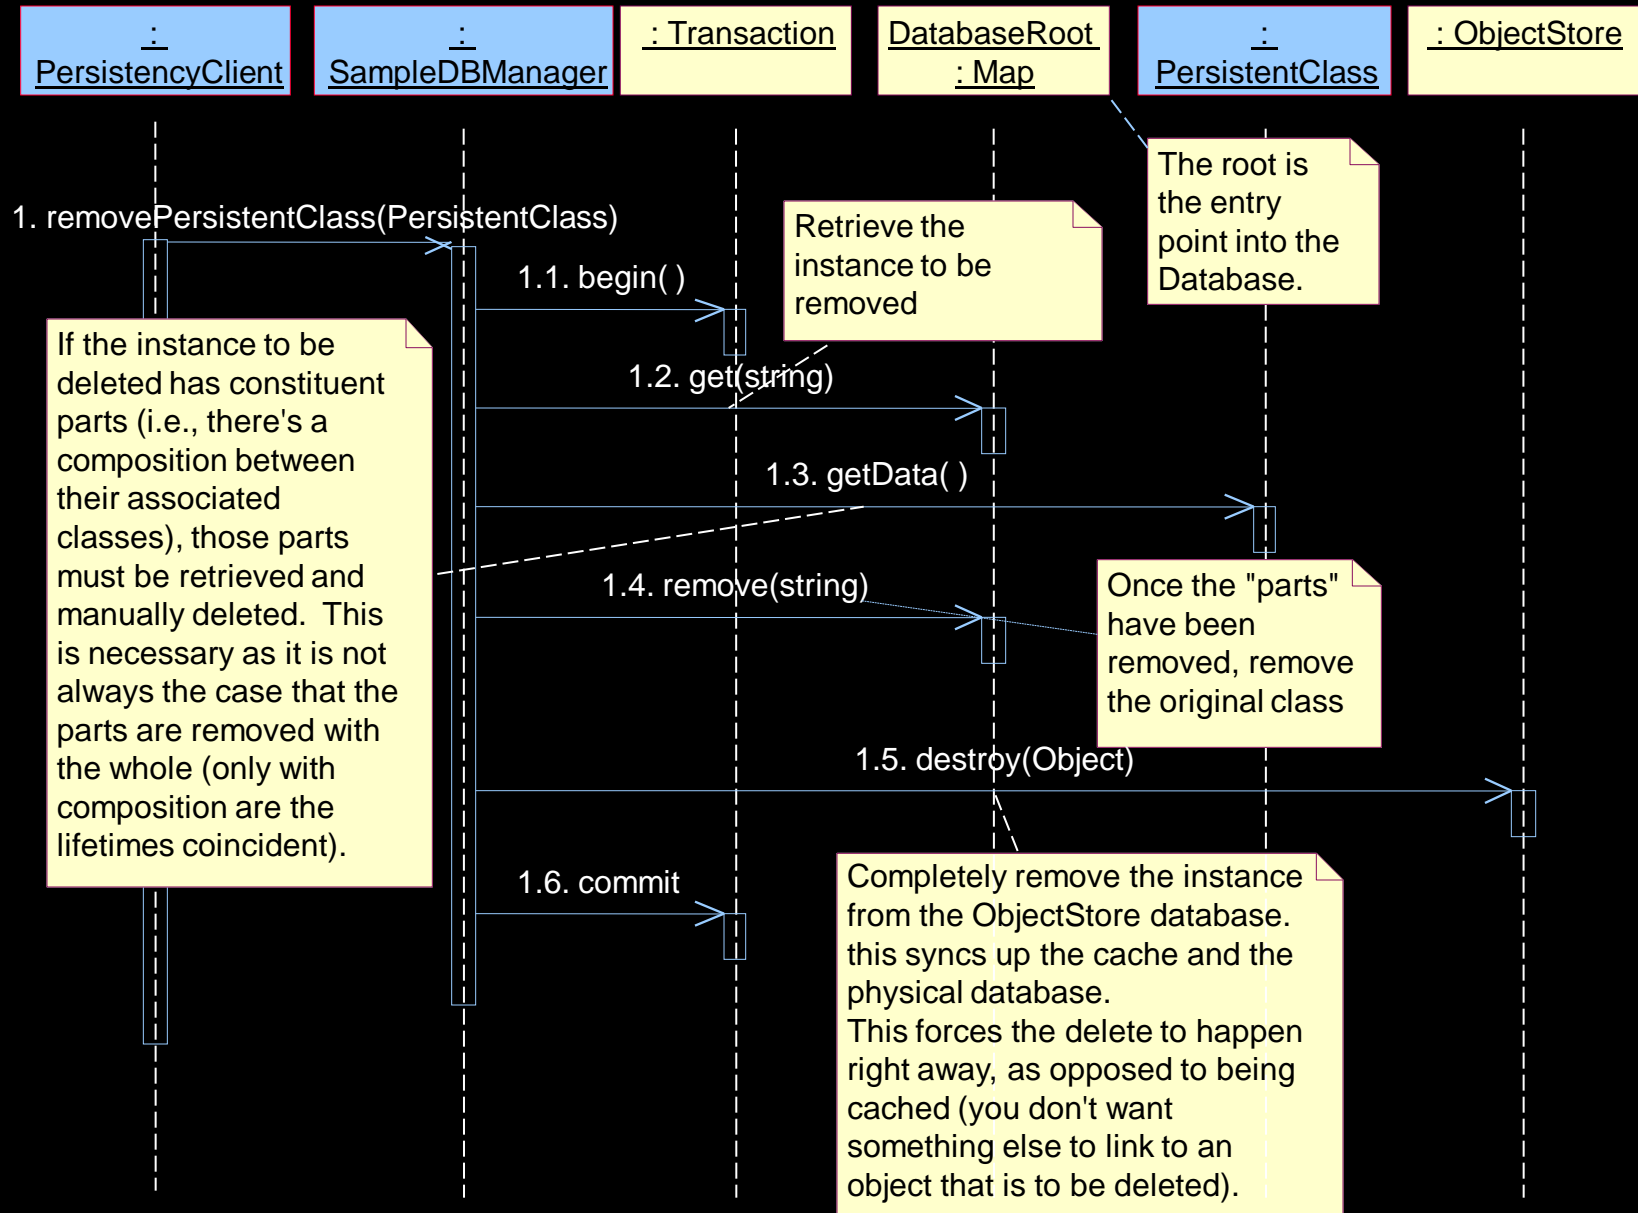 :
PersistencyClient
:
SampleDBManager
: Transaction
DatabaseRoot
: Map
:
PersistentClass
: ObjectStore
The root is
the entry
point into the
Database.
1. removePersistentClass(PersistentClass)
Retrieve the
instance to be
removed
1.1. begin( )
If the instance to be
deleted has constituent
parts (i.e., there's a
composition between
their associated
classes), those parts
must be retrieved and
manually deleted.  This
is necessary as it is not
always the case that the
parts are removed with
the whole (only with
composition are the
lifetimes coincident).
1.2. get(string)
1.3. getData( )
1.4. remove(string)
Once the "parts"
have been
removed, remove
the original class
1.5. destroy(Object)
1.6. commit
Completely remove the instance
from the ObjectStore database.
this syncs up the cache and the
physical database.
This forces the delete to happen
right away, as opposed to being
cached (you don't want
something else to link to an
object that is to be deleted).